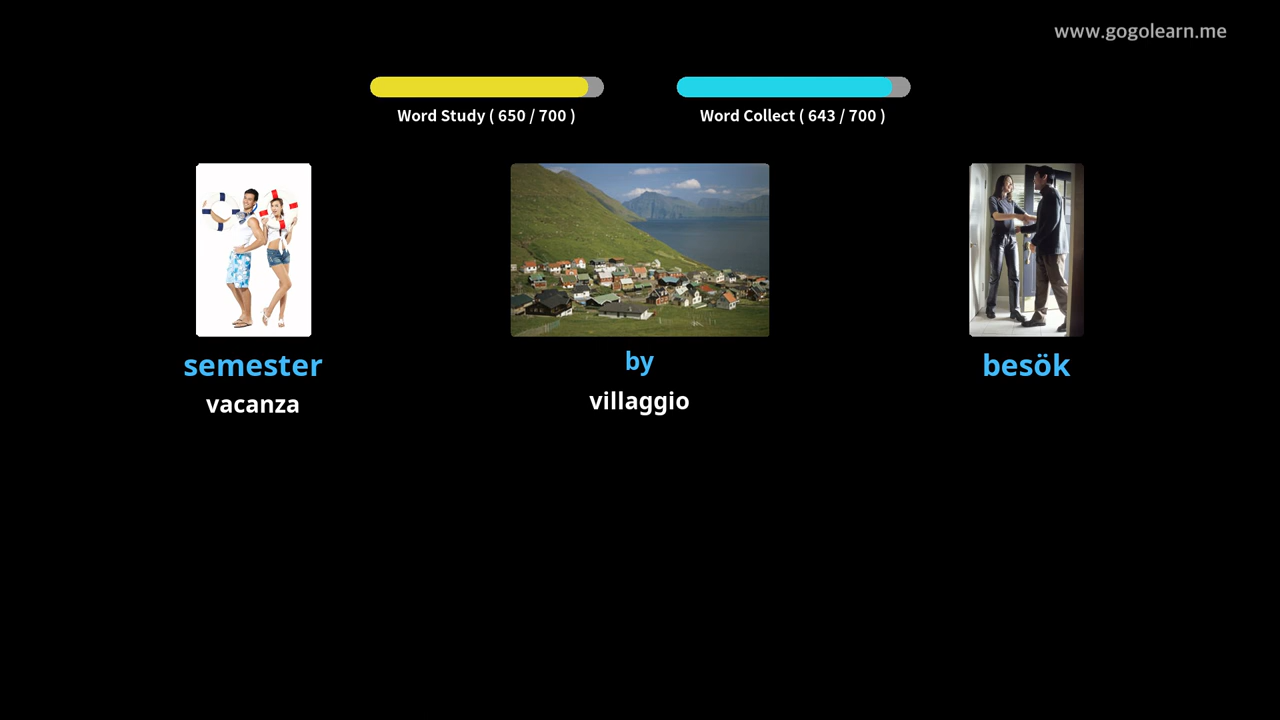 www.gogolearn.me
Word Study ( 650 / 700 )
Word Collect ( 643 / 700 )
semester
vacanza
by
villaggio
besök